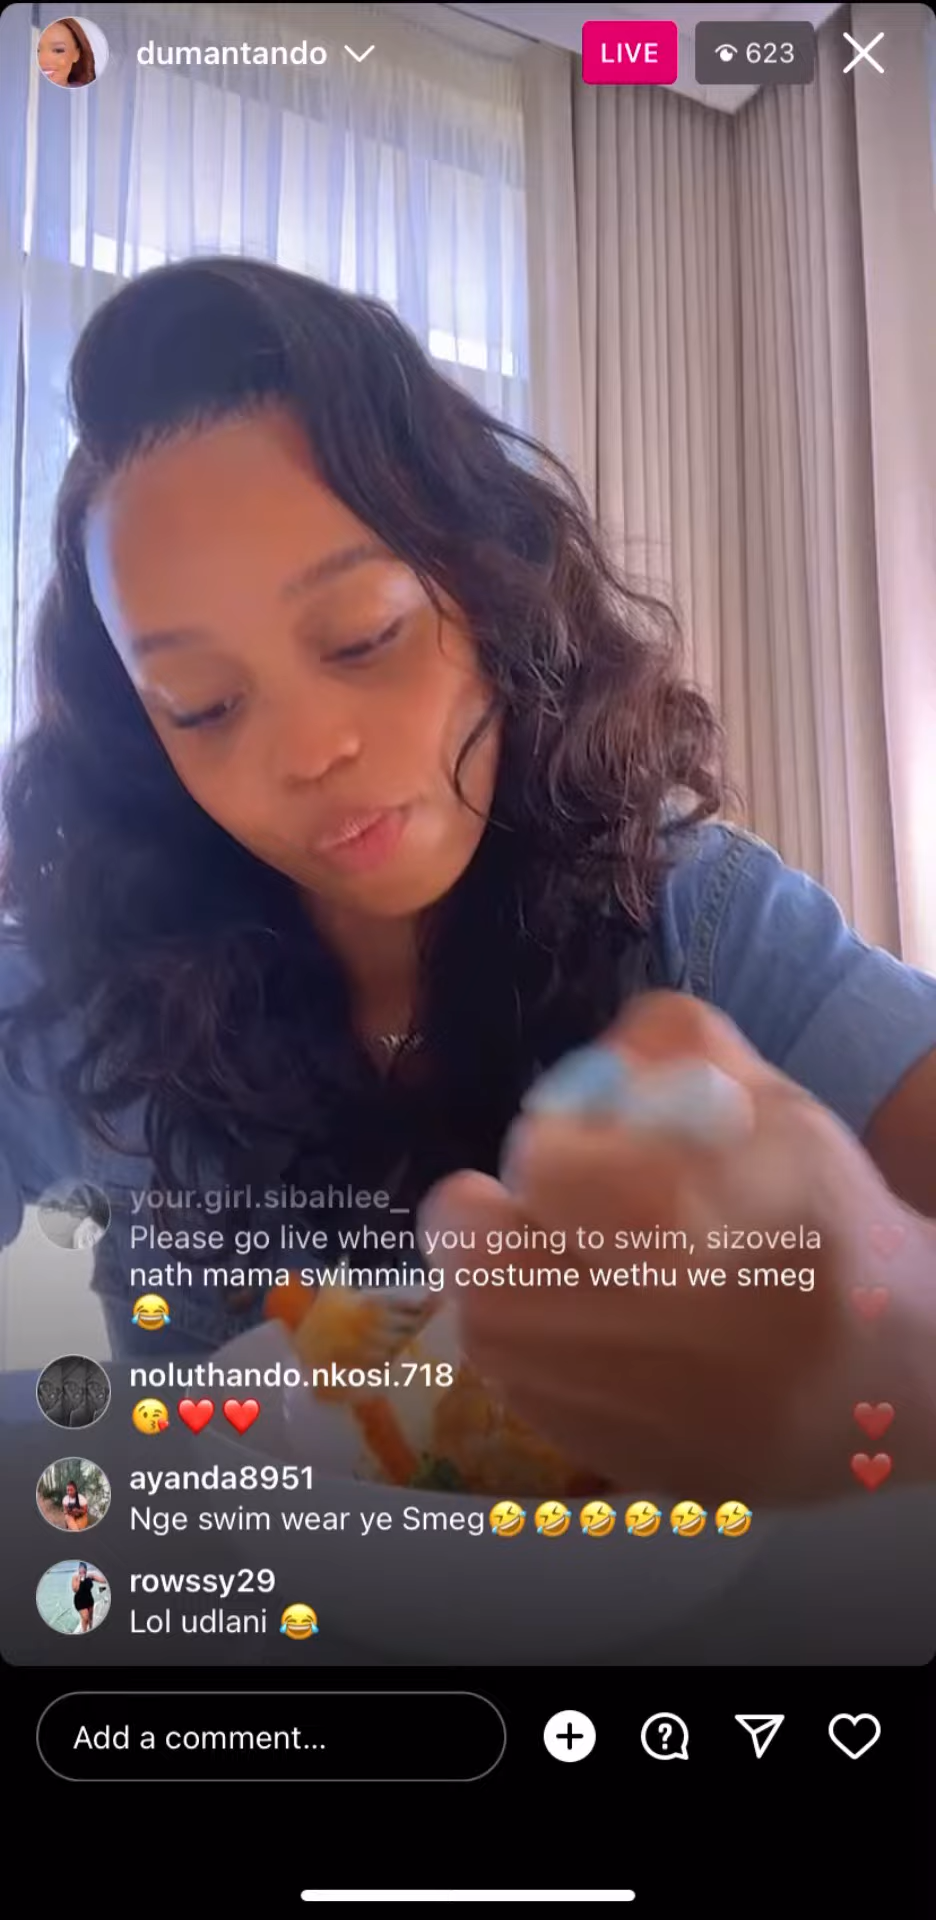 dumantando
LIVE
623
your.girl.sibahlee_
Please go live when you going to swim, sizovela
nath mama swimming costume wethu we smeg
😂
noluthando.nkosi.718
😘❤️❤️
ayanda8951
Nge swim wear ye Smeg🤣🤣🤣🤣🤣🤣
rowssy29
Lol udlani 😂
Add a comment...